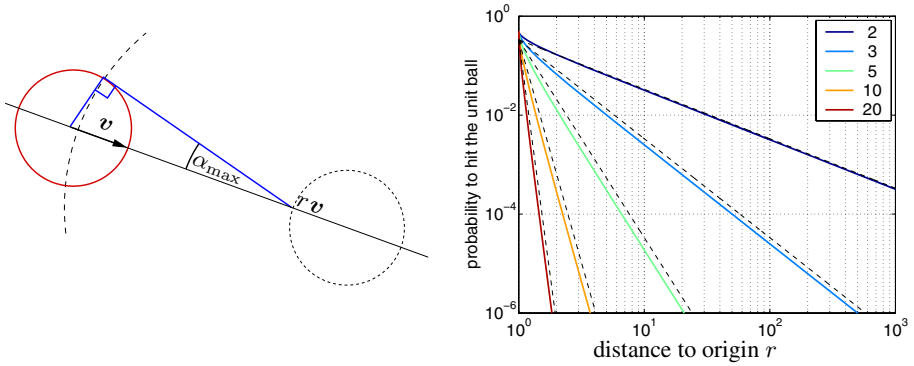 v
α_max
r v
probability to hit the unit ball
10^0
10^-2
10^-4
10^-6
2
3
5
10
20
10^0
10^1
10^2
10^3
distance to origin r